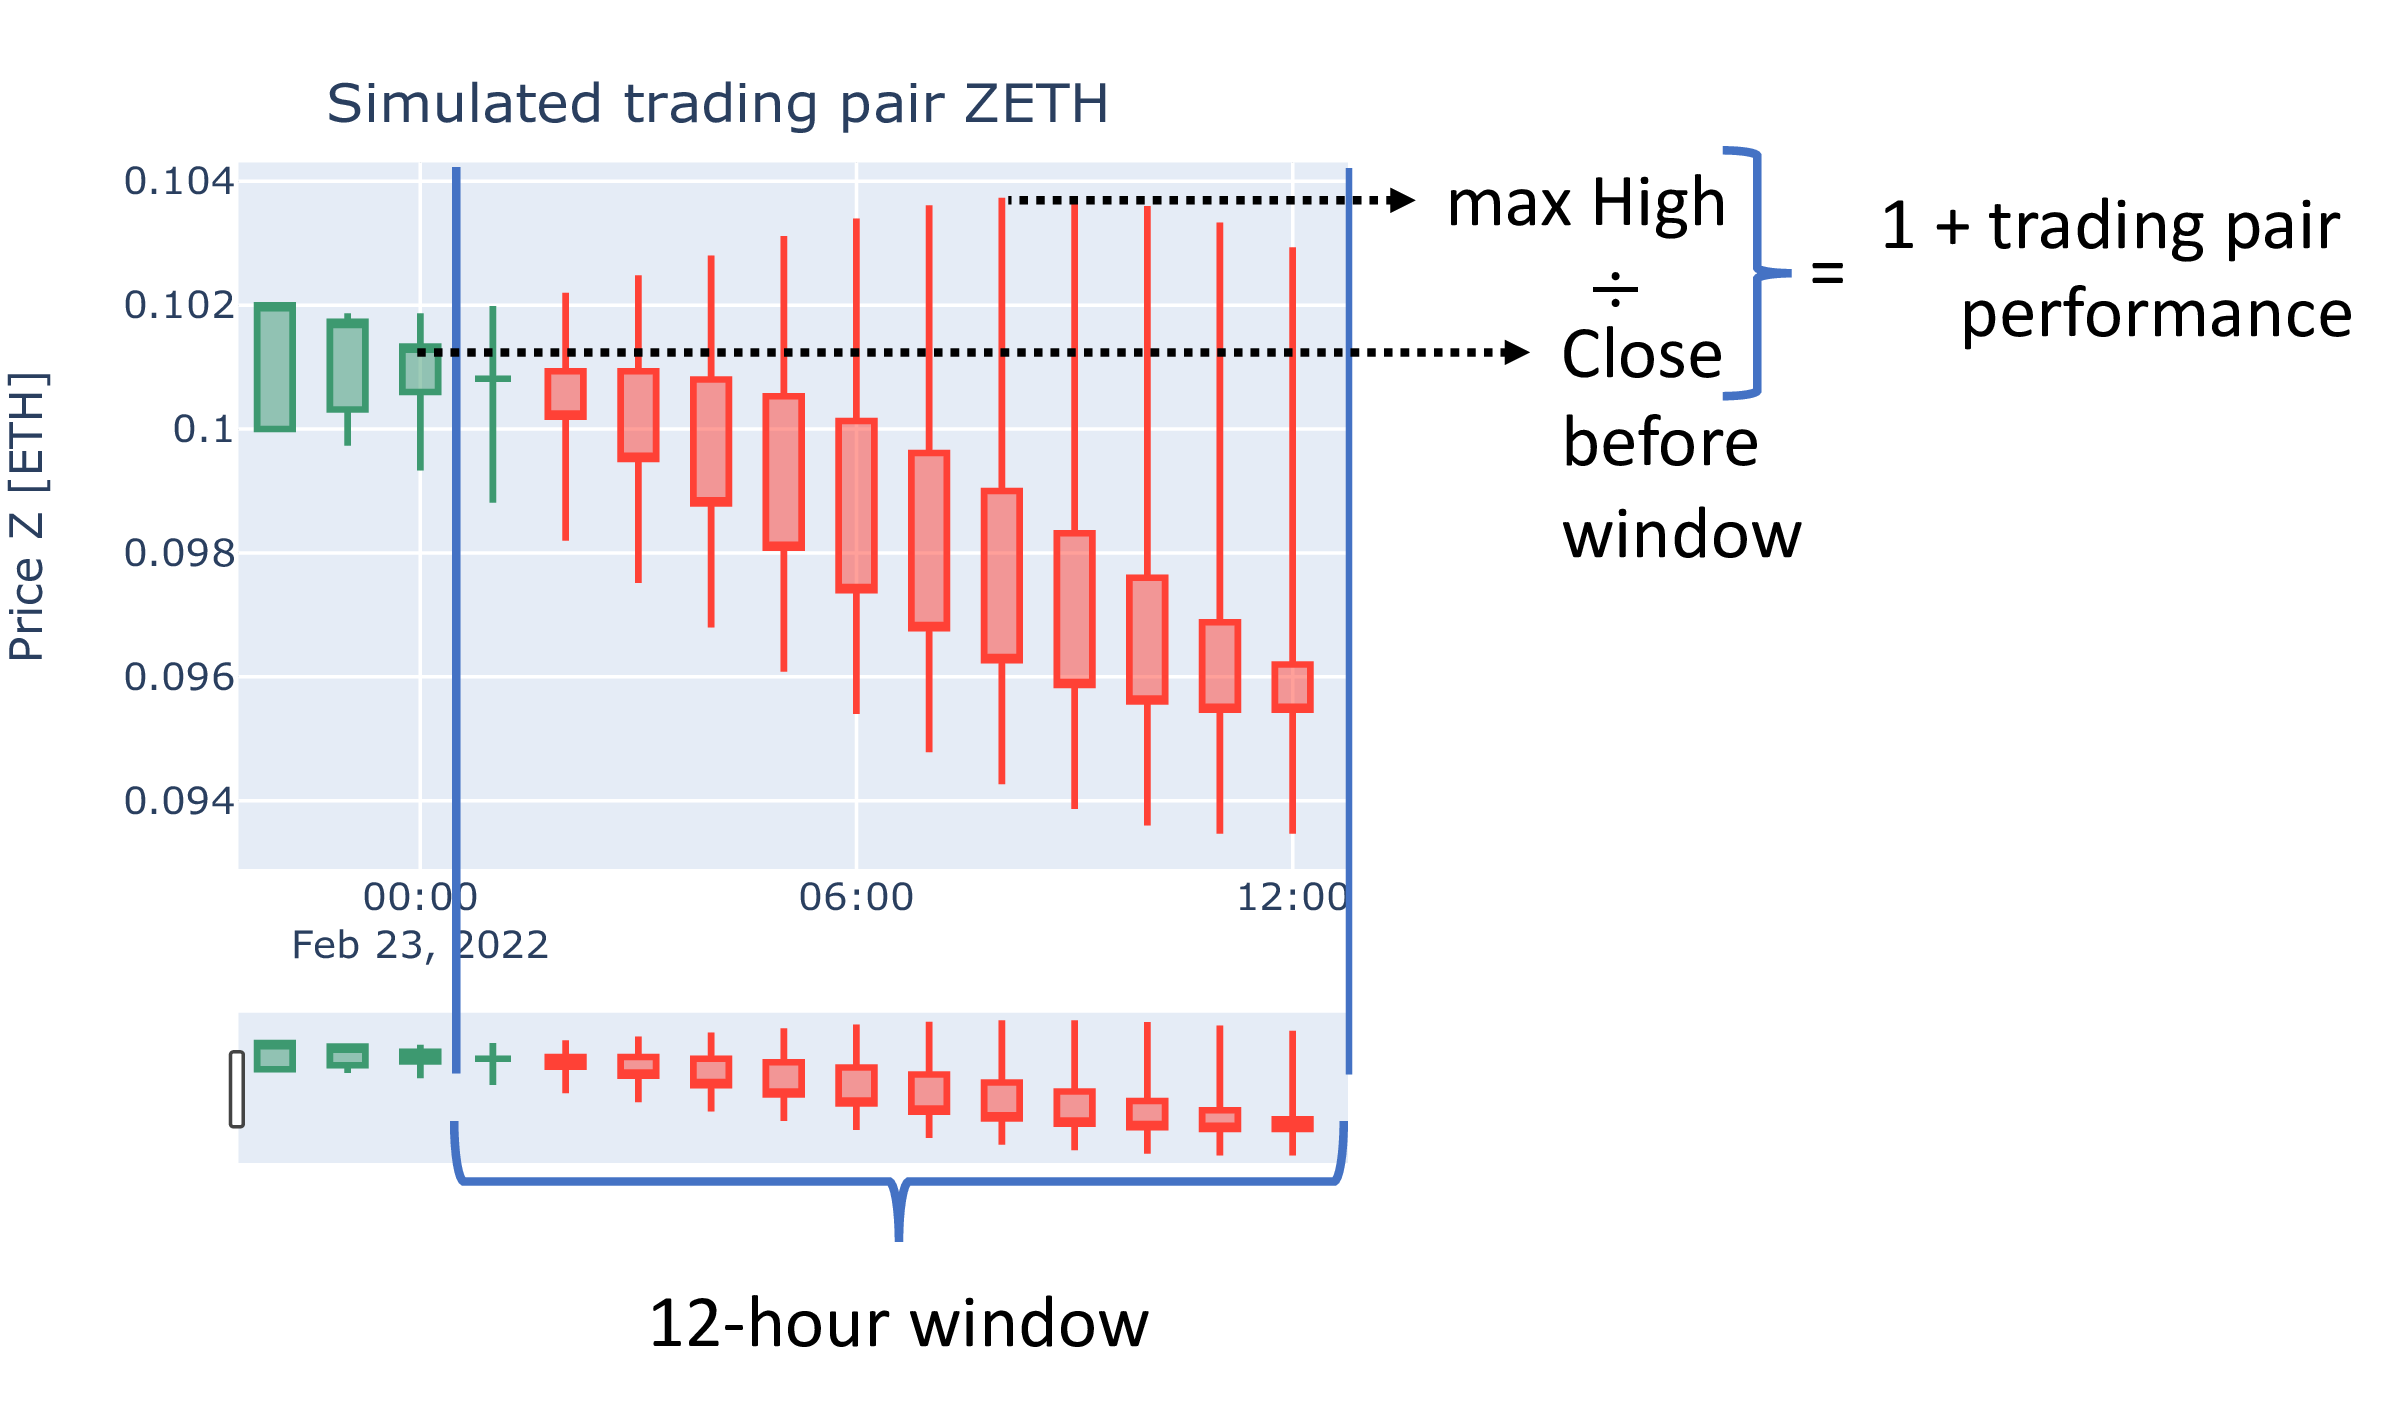 Simulated trading pair ZETH
Price Z [ETH]
0.104
0.102
0.1
0.098
0.096
0.094
00:00
06:00
12:00
Feb 23, 2022
max High
÷
Close
before
window
=
1 + trading pair
performance
12-hour window